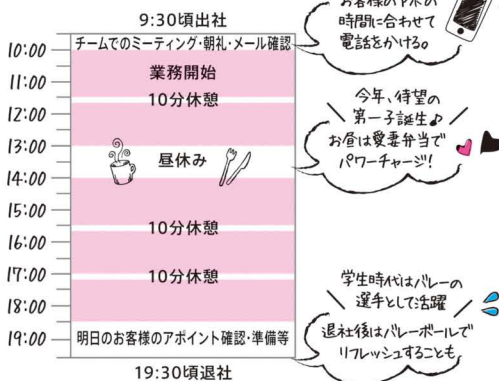 9:30頃出社
10:00
チームでのミーティング・朝礼・メール確認
業務開始
11:00
10分休憩
12:00
13:00
昼休み
14:00
15:00
10分休憩
16:00
17:00
10分休憩
18:00
19:00
明日のお客様のアポイント確認・準備等
19:30頃退社
時間に合わせて
電話をかける。
今年、待望の
第一子誕生♪
お昼は愛妻弁当で
パワーチャージ!
学生時代はバレーの
選手として活躍
退社後はバレーボールで
リフレッシュすることも